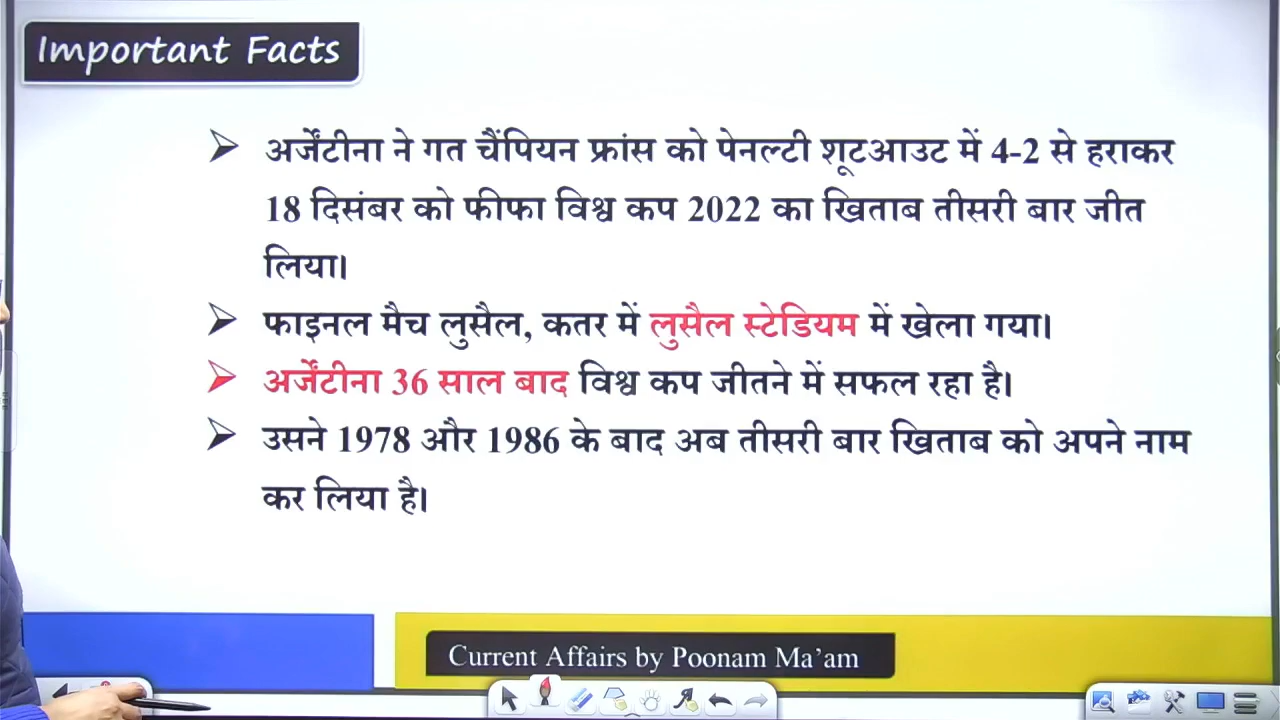 Important Facts
अर्जेंटीना ने गत चैंपियन फ्रांस को पेनल्टी शूटआउट में 4-2 से हराकर
18 दिसंबर को फीफा विश्व कप 2022 का खिताब तीसरी बार जीत
लिया।
फाइनल मैच लुसैल, कतर में लुसैल स्टेडियम में खेला गया।
अर्जेंटीना 36 साल बाद विश्व कप जीतने में सफल रहा है।
उसने 1978 और 1986 के बाद अब तीसरी बार खिताब को अपने नाम
कर लिया है।
Current Affairs by Poonam Ma’am